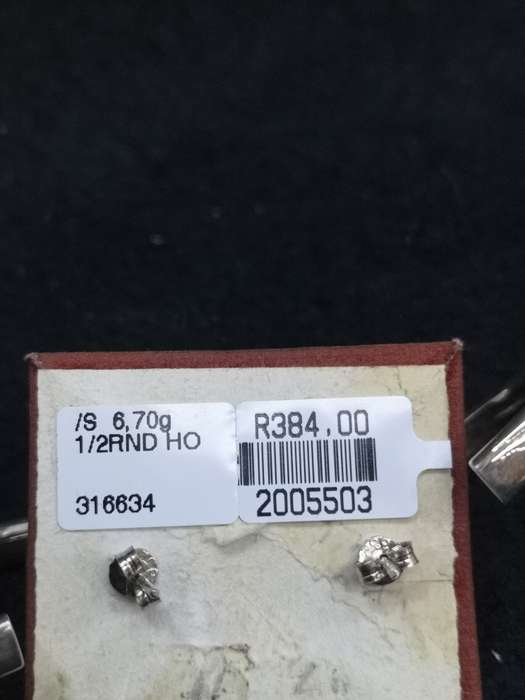 /S 6,70g
1/2RND HO
316634
R384,00
2005503